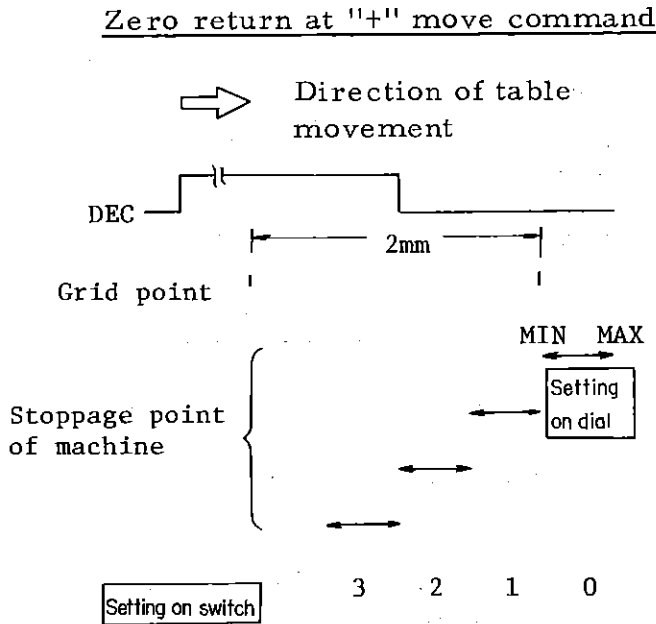 Zero return at "+" move command
Direction of table
movement
DEC
2mm
Grid point
MIN MAX
Setting
on dial
Stoppage point
of machine
3 2 1 0
Setting on switch